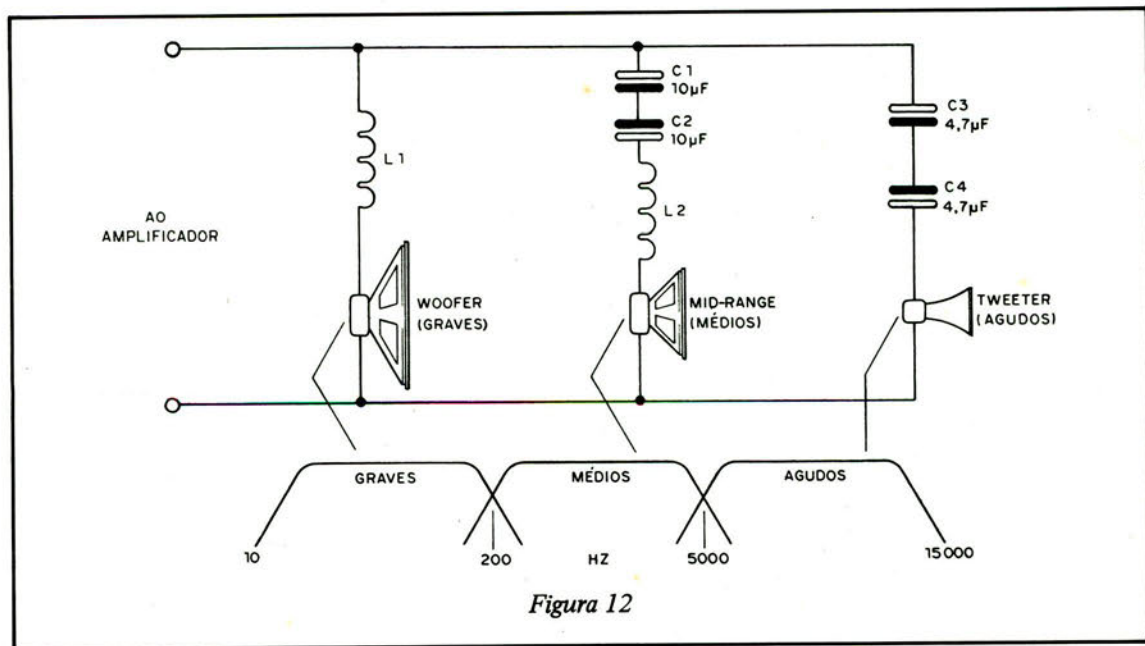 C1
10µF
C2
10µF
C3
4,7µF
C4
4,7µF
L1
L2
AO
AMPLIFICADOR
WOOFER
(GRAVES)
MID-RANGE
(MÉDIOS)
TWEETER
(AGUDOS)
GRAVES
MÉDIOS
AGUDOS
10
200
HZ
5000
15000
Figura 12